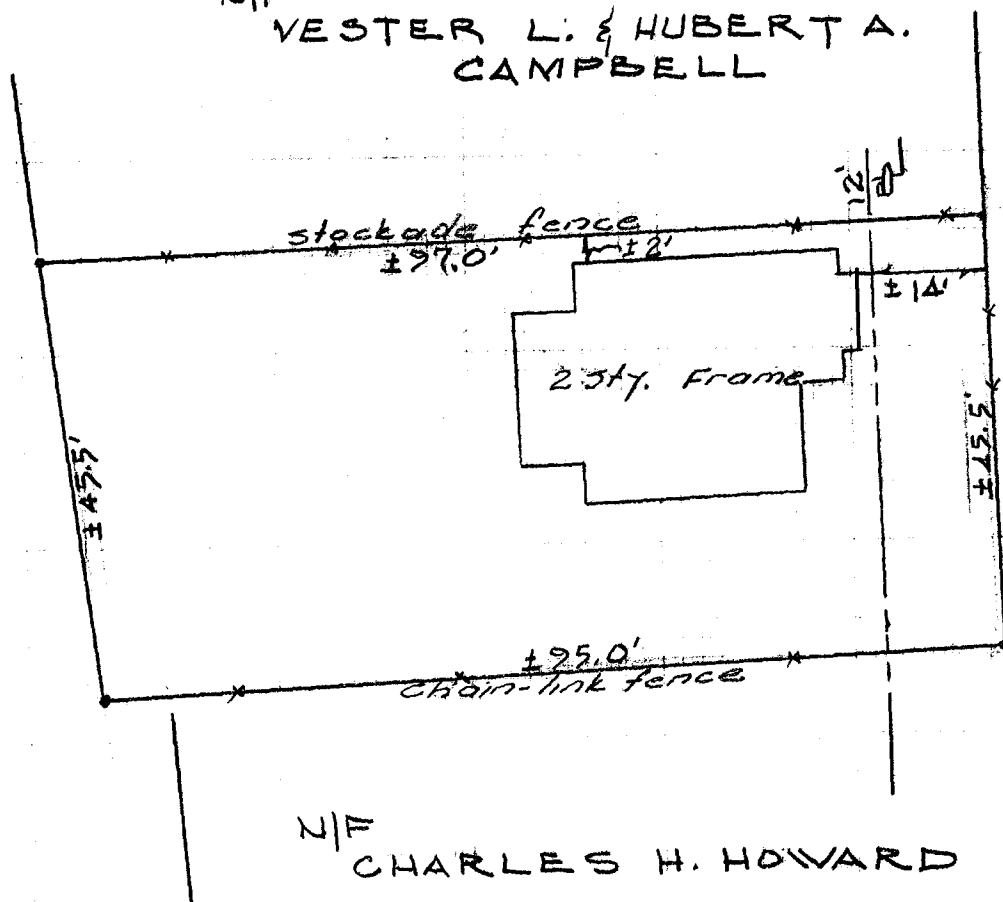 N/F
VESTER L. & HUBERT A.
CAMPBELL
12'
stockade fence
±97.0'
±2'
±14'
2 sty. Frame
±45.5'
±45.5'
±95.0'
chain-link fence
N/F
CHARLES H. HOWARD